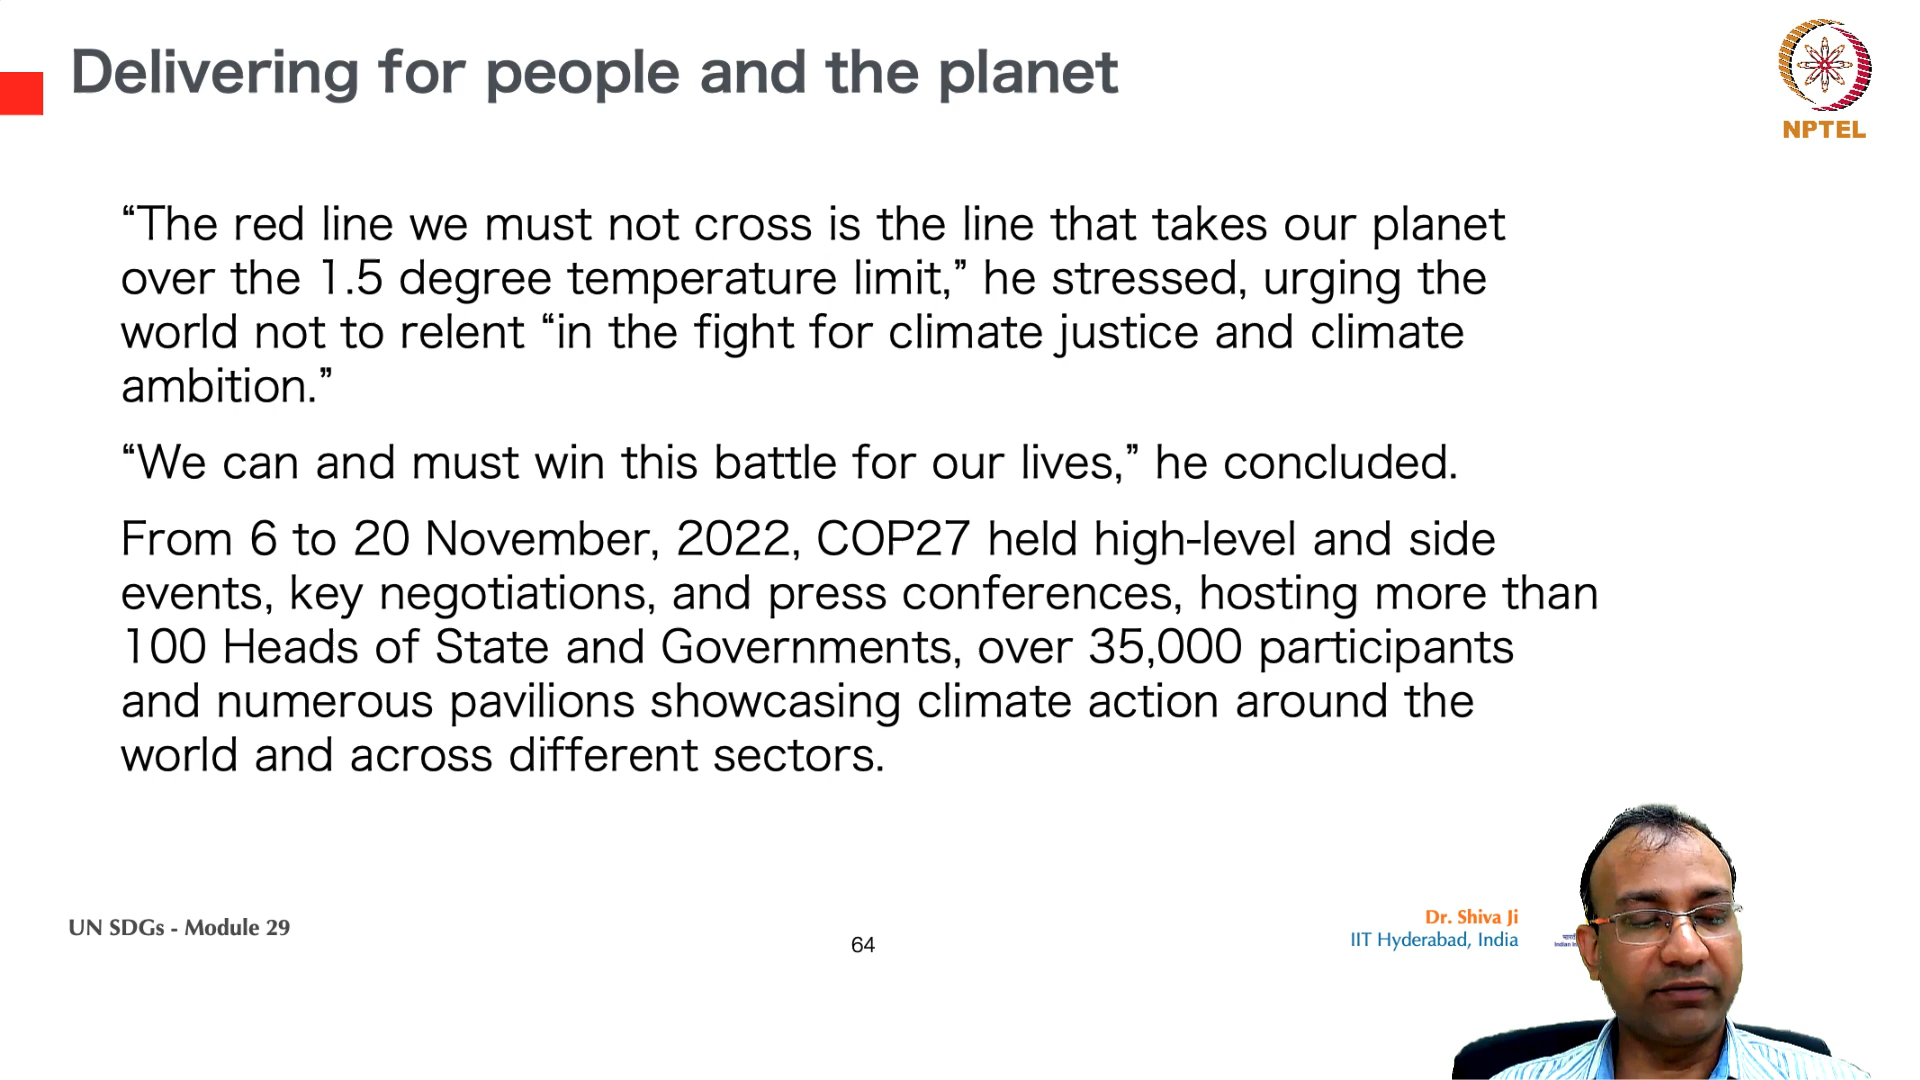 Delivering for people and the planet
NPTEL
“The red line we must not cross is the line that takes our planet
over the 1.5 degree temperature limit,” he stressed, urging the
world not to relent “in the fight for climate justice and climate
ambition.”
“We can and must win this battle for our lives,” he concluded.
From 6 to 20 November, 2022, COP27 held high-level and side
events, key negotiations, and press conferences, hosting more than
100 Heads of State and Governments, over 35,000 participants
and numerous pavilions showcasing climate action around the
world and across different sectors.
UN SDGs - Module 29
64
Dr. Shiva Ji
IIT Hyderabad, India